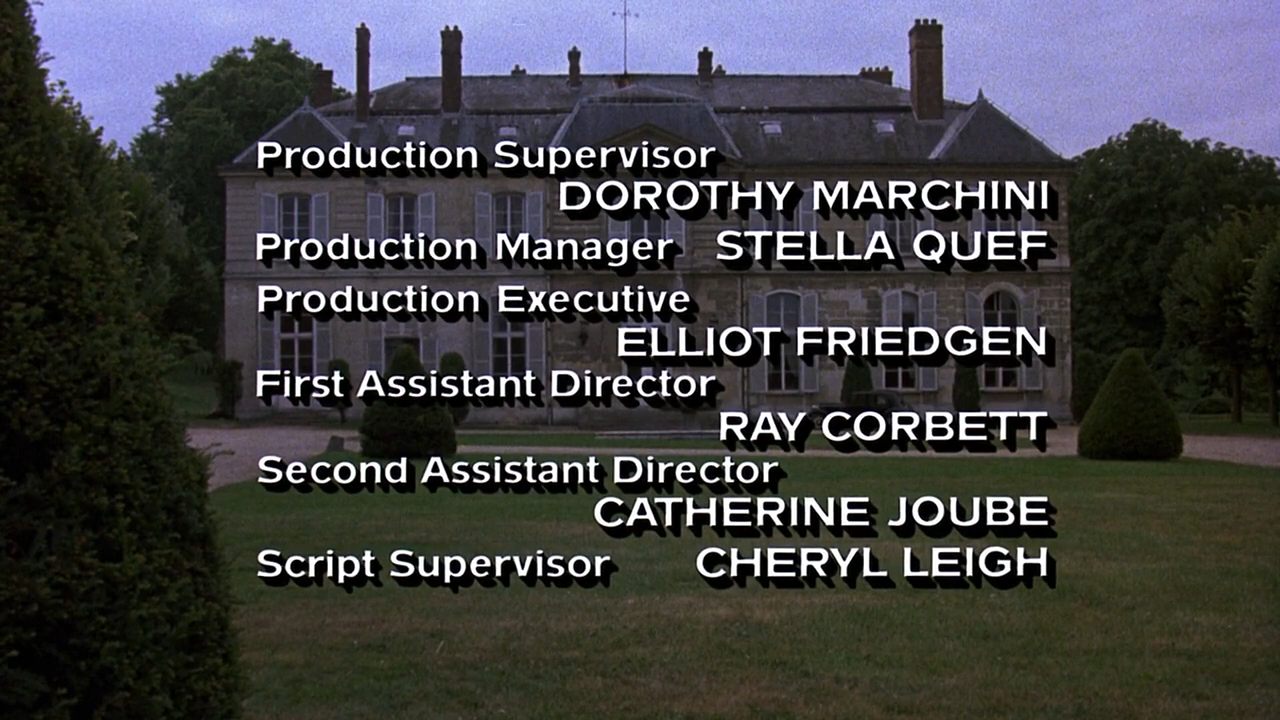 Production Supervisor
DOROTHY MARCHINI
Production Manager STELLA QUEF
Production Executive
ELLIOT FRIEDGEN
First Assistant Director
RAY CORBETT
Second Assistant Director
CATHERINE JOUBE
Script Supervisor CHERYL LEIGH